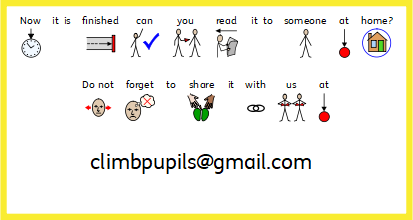 Now it is finished can you read it to someone at home?
Do not forget to share it with us at
climbpupils@gmail.com